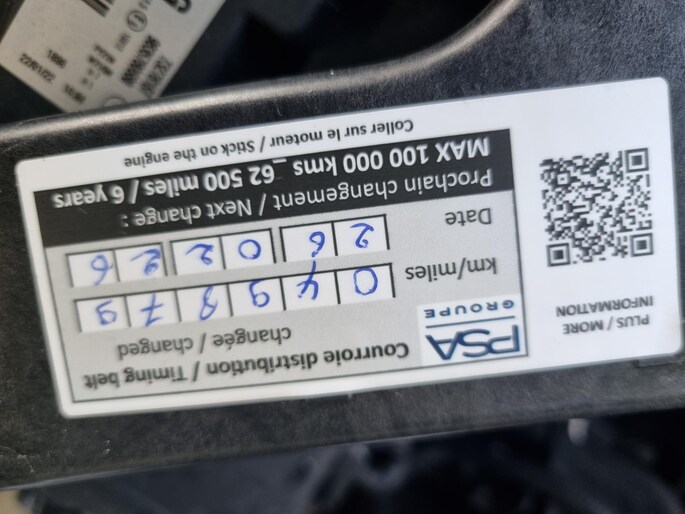 PLUS / MORE
INFORMATION
PSA
GROUPE
Courroie distribution / Timing belt
changée / changed
km/miles 0 4 9 8 7 9
Date 2 6 0 2 2 6
Prochain changement / Next change :
MAX 100 000 kms _ 62 500 miles / 6 years
Coller sur le moteur / Stick on the engine